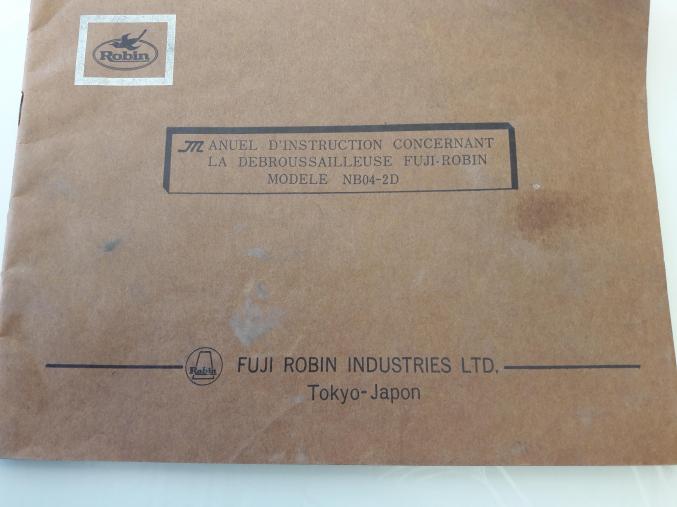 Robin
MANUEL D'INSTRUCTION CONCERNANT
LA DEBROUSSAILLEUSE FUJI-ROBIN
MODELE NB04-2D
Robin
FUJI ROBIN INDUSTRIES LTD.
Tokyo-Japon